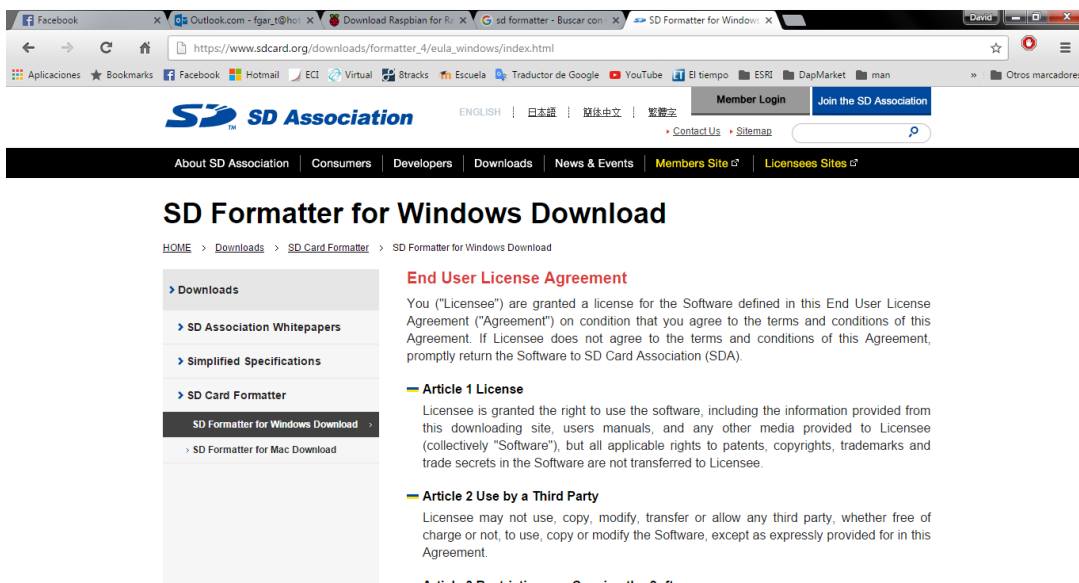 Facebook
Outlook.com - fgar_t@hot
Download Raspbian for R
sd formatter - Buscar con
SD Formatter for Window
David
https://www.sdcard.org/downloads/formatter_4/eula_windows/index.html
Aplicaciones Bookmarks Facebook Hotmail ECI Virtual 8tracks Escuela Traductor de Google YouTube El tiempo ESRI DapMarket man » Otros marcadores
SD Association
TM
ENGLISH 日本語 简体中文 繁體字
Member Login
Join the SD Association
Contact Us Sitemap
About SD Association Consumers Developers Downloads News & Events Members Site Licensees Sites
SD Formatter for Windows Download
HOME > Downloads > SD Card Formatter > SD Formatter for Windows Download
Downloads
SD Association Whitepapers
Simplified Specifications
SD Card Formatter
SD Formatter for Windows Download
SD Formatter for Mac Download
End User License Agreement
You ("Licensee") are granted a license for the Software defined in this End User License
Agreement ("Agreement") on condition that you agree to the terms and conditions of this
Agreement. If Licensee does not agree to the terms and conditions of this Agreement,
promptly return the Software to SD Card Association (SDA).
Article 1 License
Licensee is granted the right to use the software, including the information provided from
this downloading site, users manuals, and any other media provided to Licensee
(collectively "Software"), but all applicable rights to patents, copyrights, trademarks and
trade secrets in the Software are not transferred to Licensee.
Article 2 Use by a Third Party
Licensee may not use, copy, modify, transfer or allow any third party, whether free of
charge or not, to use, copy or modify the Software, except as expressly provided for in this
Agreement.